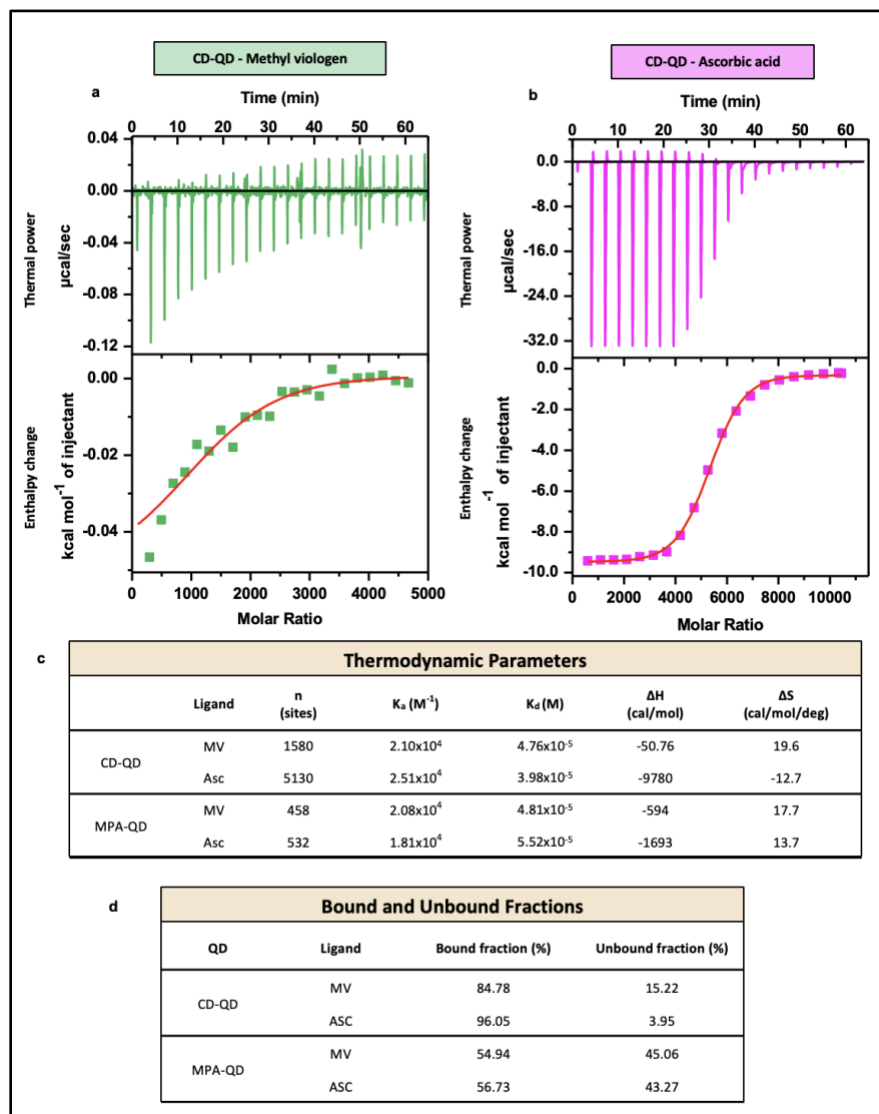 CD-QD - Methyl viologen
CD-QD - Ascorbic acid
a
Time (min)
0 10 20 30 40 50 60
0.04
0.00
-0.04
-0.08
-0.12
Thermal power
µcal/sec
0.00
-0.02
-0.04
Enthalpy change
kcal mol⁻¹ of injectant
0 1000 2000 3000 4000 5000
Molar Ratio
b
Time (min)
0 10 20 30 40 50 60
0.0
-8.0
-16.0
-24.0
-32.0
Thermal power
µcal/sec
0.0
-2.0
-4.0
-6.0
-8.0
-10.0
Enthalpy change
kcal mol⁻¹ of injectant
0 2000 4000 6000 8000 10000
Molar Ratio
c
Thermodynamic Parameters
Ligand n (sites) Kₐ (M⁻¹) K_d (M) ΔH (cal/mol) ΔS (cal/mol/deg)
CD-QD MV 1580 2.10x10⁴ 4.76x10⁻⁵ -50.76 19.6
Asc 5130 2.51x10⁴ 3.98x10⁻⁵ -9780 -12.7
MPA-QD MV 458 2.08x10⁴ 4.81x10⁻⁵ -594 17.7
Asc 532 1.81x10⁴ 5.52x10⁻⁵ -1693 13.7
d
Bound and Unbound Fractions
QD Ligand Bound fraction (%) Unbound fraction (%)
CD-QD MV 84.78 15.22
ASC 96.05 3.95
MPA-QD MV 54.94 45.06
ASC 56.73 43.27